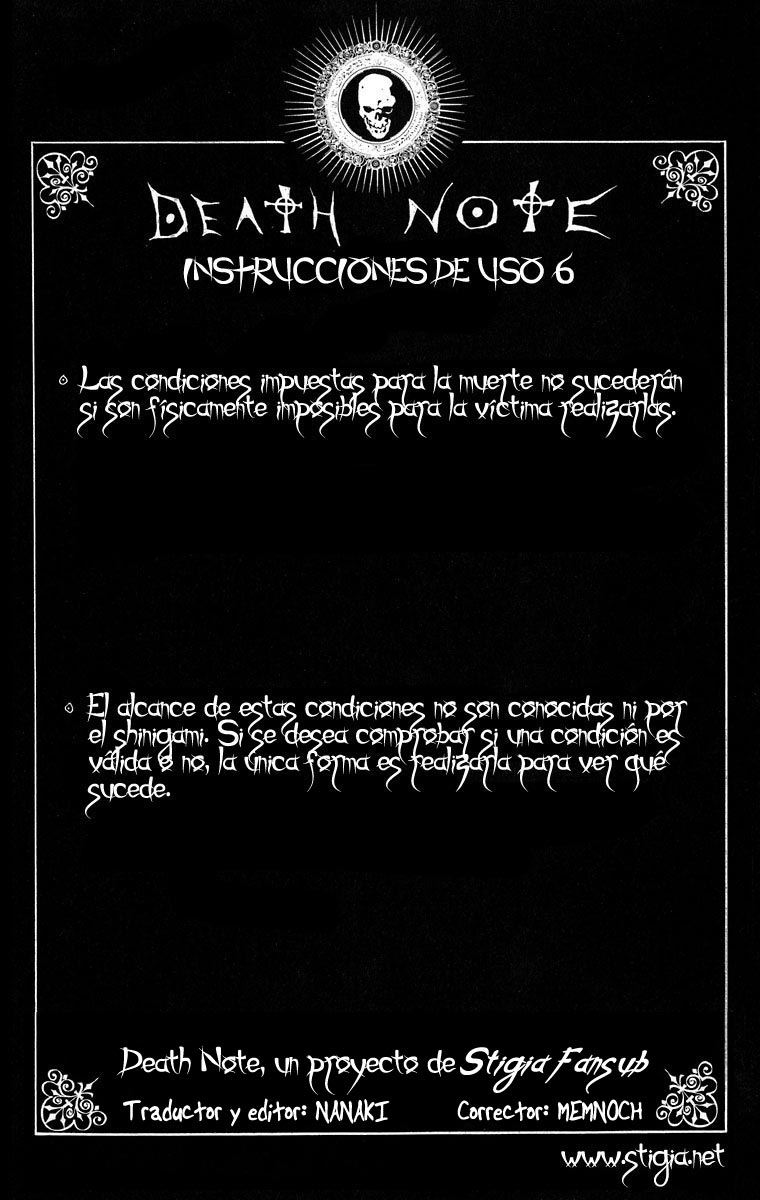 DEATH NOTE
INSTRUCCIONES DE USO 6
Las condiciones impuestas para la muerte no sucederán
si son físicamente imposibles para la víctima realizarlas.
El alcance de estas condiciones no son conocidas ni por
el shinigami. Si se desea comprobar si una condición es
válida o no, la única forma es realizarla para ver qué
sucede.
Death Note, un proyecto de Stigia Fansub
Traductor y editor: NANAKI Corrector: MEMNOCH
www.stigia.net